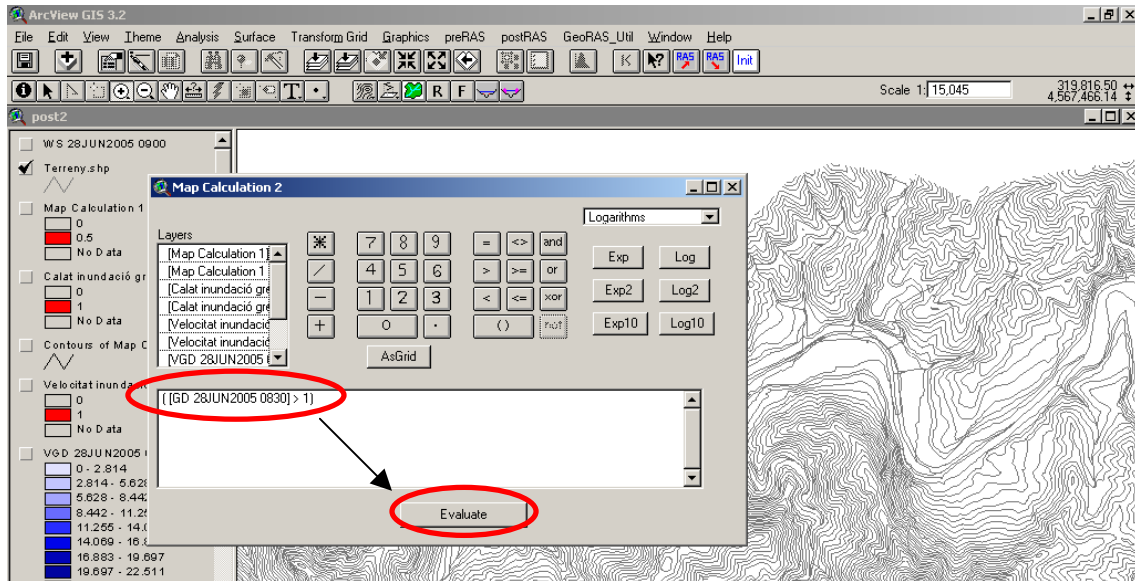 ArcView GIS 3.2
File Edit View Theme Analysis Surface Transform Grid Graphics preRAS postRAS GeoRAS_Util Window Help
RAS RAS Init
T R F Scale 1: 15,045 319,816.50
4,567,466.14
post2
WS 28JUN2005 0900
Terreny.shp
Map Calculation 1
0
0.5
No Data
Calat inundació gr
0
1
No Data
Contours of Map C
Velocitat inundac
0
1
No Data
VGD 28JUN2005
0 - 2.814
2.814 - 5.628
5.628 - 8.442
8.442 - 11.2
11.255 - 14.0
14.069 - 16.8
16.883 - 19.697
19.697 - 22.511
Map Calculation 2
Logarithms
Layers
[Map Calculation 1]
[Map Calculation 1
[Calat inundació gre
[Calat inundació gre
[Velocitat inundació
[Velocitat inundació
[VGD 28JUN2005
7 8 9 = <> and
/ 4 5 6 > >= or
- 1 2 3 < <= xor
+ 0 . ( ) not
AsGrid
Exp Log
Exp2 Log2
Exp10 Log10
( [GD 28JUN2005 0830] > 1)
Evaluate